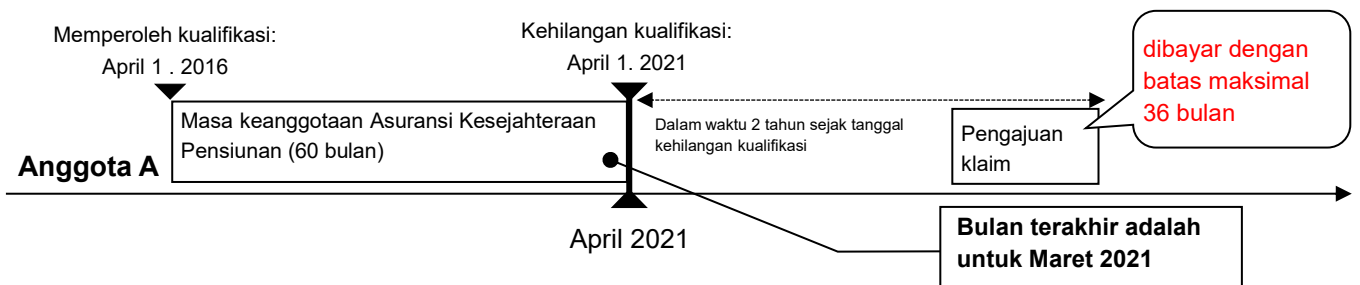 Memperoleh kualifikasi:
April 1 . 2016
Kehilangan kualifikasi:
April 1. 2021
dibayar dengan
batas maksimal
36 bulan
Masa keanggotaan Asuransi Kesejahteraan
Pensiunan (60 bulan)
Dalam waktu 2 tahun sejak tanggal
kehilangan kualifikasi
Pengajuan
klaim
Anggota A
April 2021
Bulan terakhir adalah
untuk Maret 2021